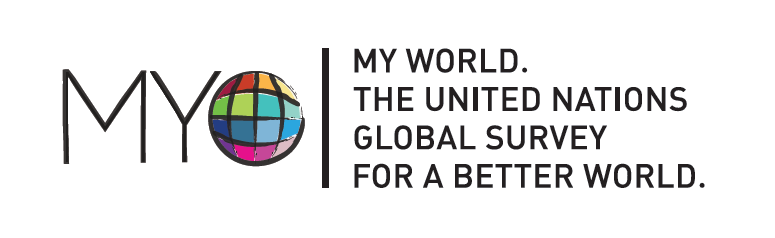 MY
MY WORLD.
THE UNITED NATIONS
GLOBAL SURVEY
FOR A BETTER WORLD.